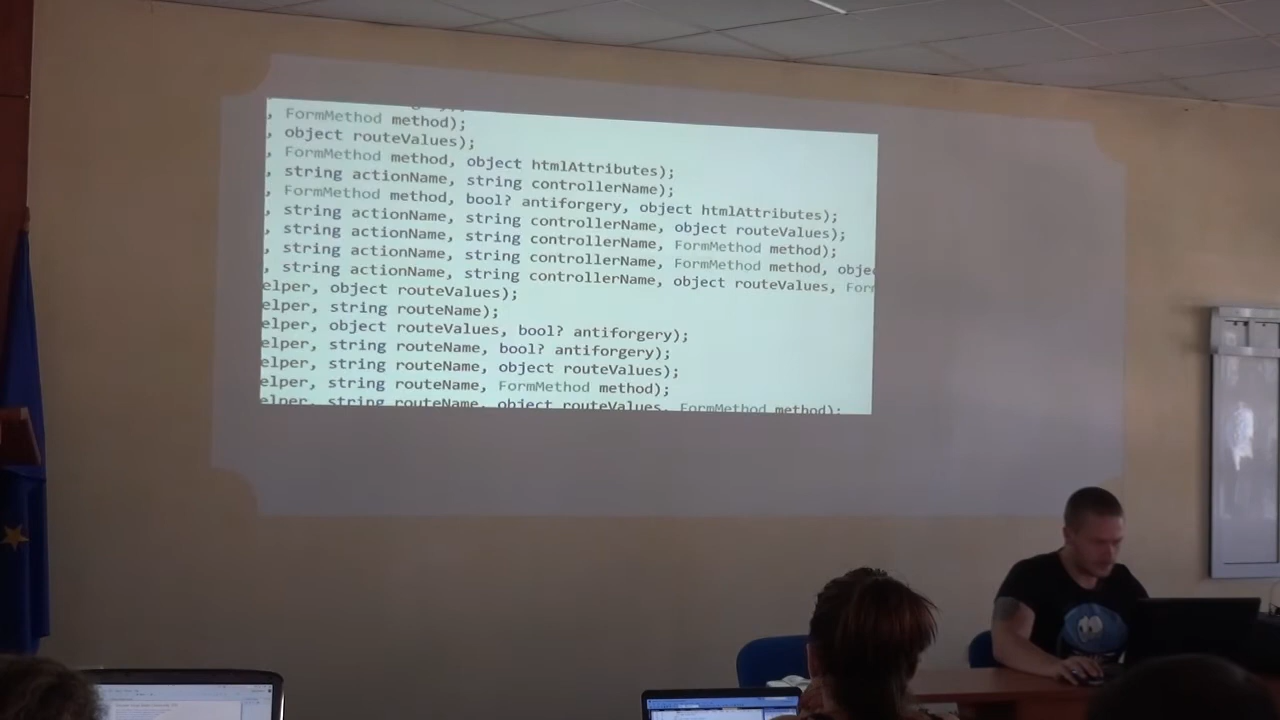 , FormMethod method);
, object routeValues);
, FormMethod method, object htmlAttributes);
, string actionName, string controllerName);
, FormMethod method, bool? antiforgery, object htmlAttributes);
, string actionName, string controllerName, object routeValues);
, string actionName, string controllerName, FormMethod method);
, string actionName, string controllerName, FormMethod method, objec
, string actionName, string controllerName, object routeValues, Form
elper, object routeValues);
elper, string routeName);
elper, object routeValues, bool? antiforgery);
elper, string routeName, bool? antiforgery);
elper, string routeName, object routeValues);
elper, string routeName, FormMethod method);
elper, string routeName, object routeValues, FormMethod method);